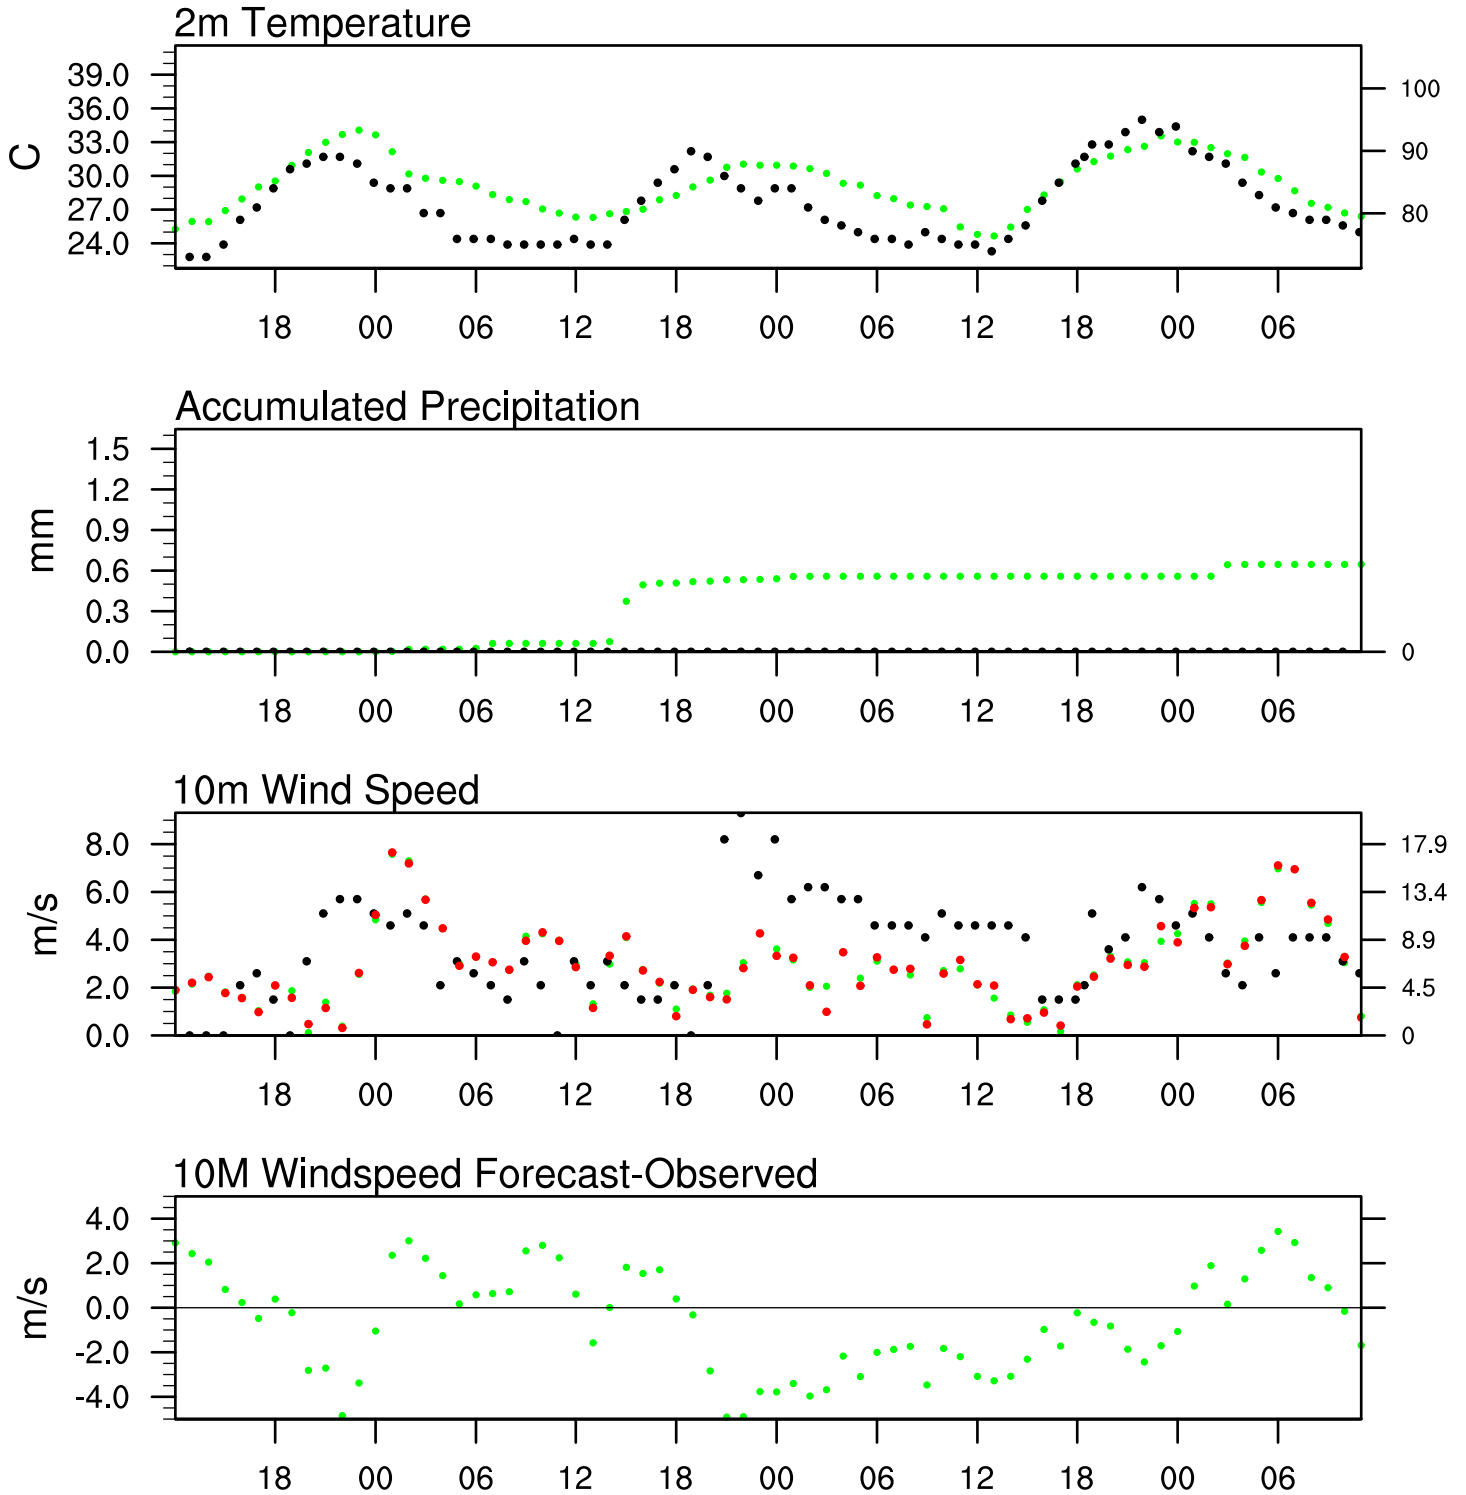 2m Temperature
C
39.0
36.0
33.0
30.0
27.0
24.0
100
90
80
18 00 06 12 18 00 06 12 18 00 06
Accumulated Precipitation
mm
1.5
1.2
0.9
0.6
0.3
0.0
0
18 00 06 12 18 00 06 12 18 00 06
10m Wind Speed
m/s
8.0
6.0
4.0
2.0
0.0
17.9
13.4
8.9
4.5
0
18 00 06 12 18 00 06 12 18 00 06
10M Windspeed Forecast-Observed
m/s
4.0
2.0
0.0
-2.0
-4.0
18 00 06 12 18 00 06 12 18 00 06